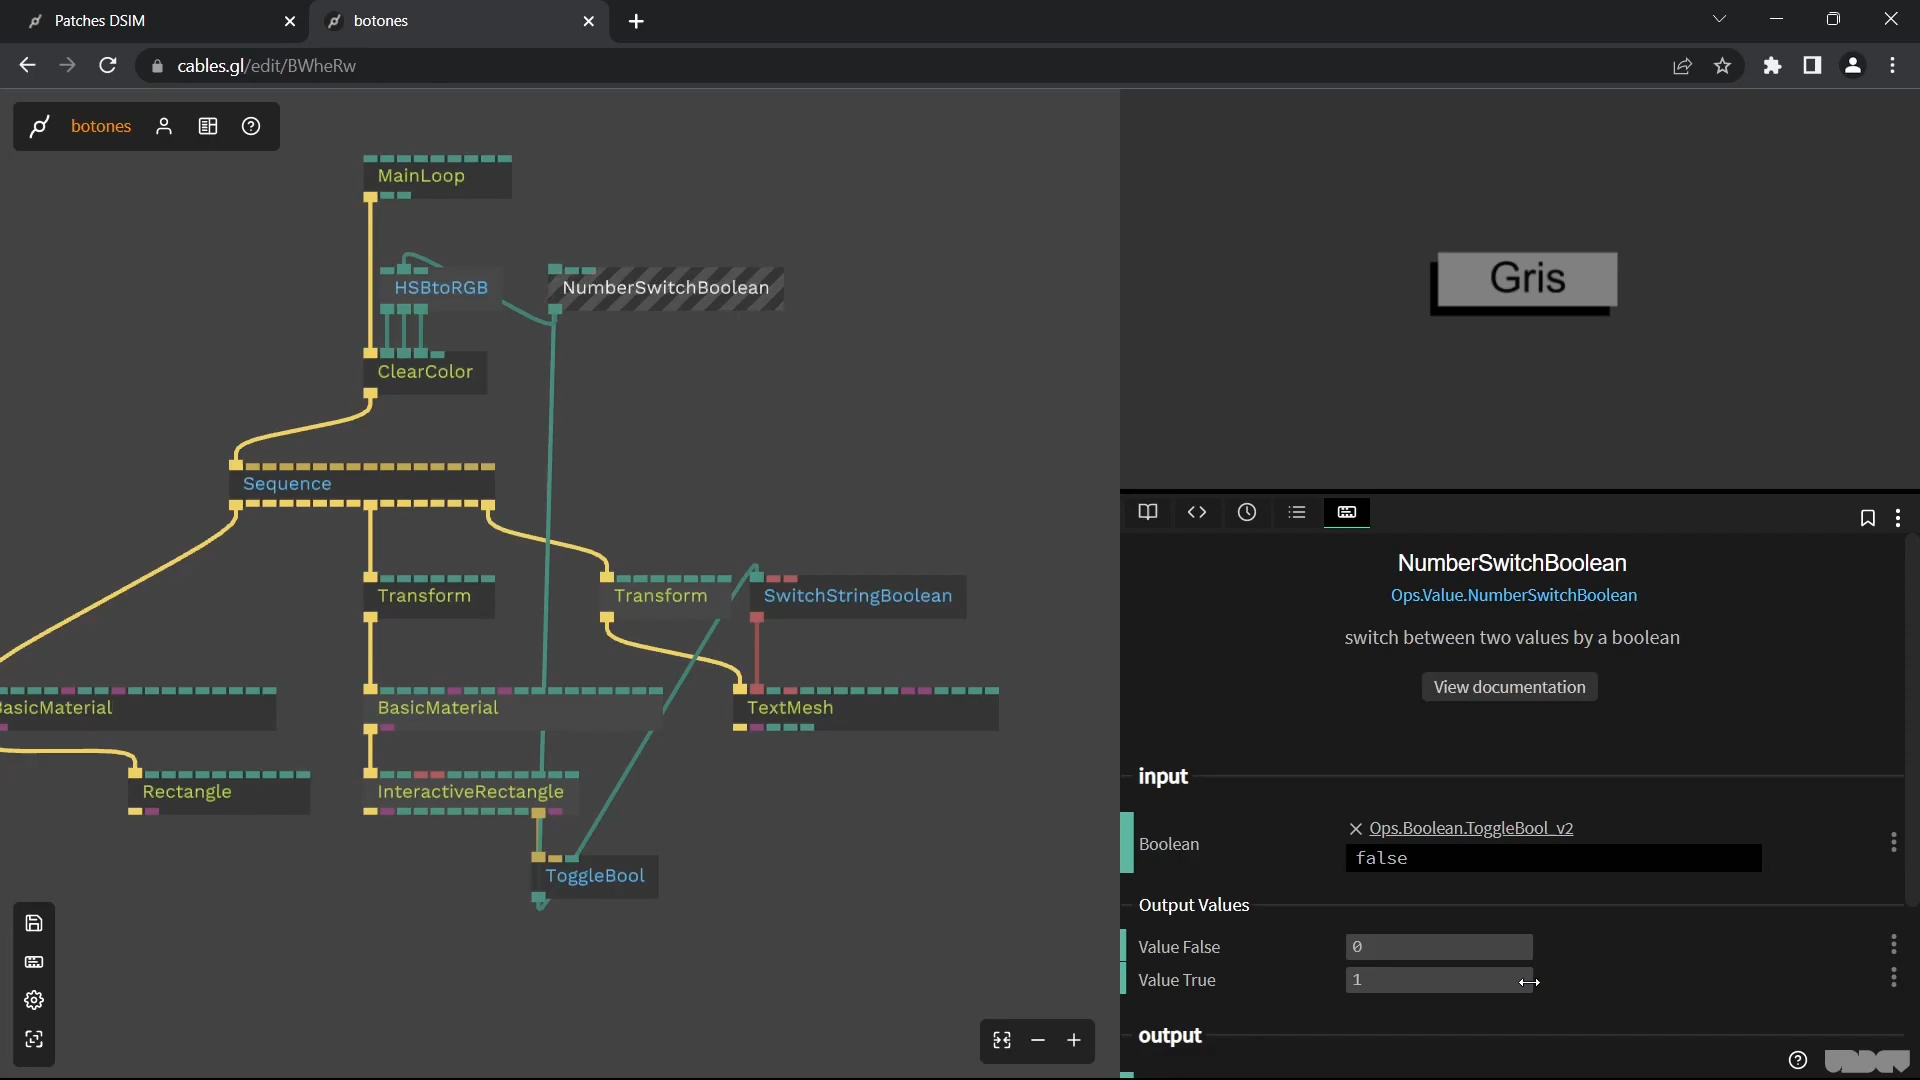 Patches DSIM
botones
cables.gl/edit/BWheRw
botones
MainLoop
HSBtoRGB
NumberSwitchBoolean
ClearColor
Sequence
Transform
Transform
SwitchStringBoolean
BasicMaterial
BasicMaterial
TextMesh
Rectangle
InteractiveRectangle
ToggleBool
Gris
NumberSwitchBoolean
Ops.Value.NumberSwitchBoolean
switch between two values by a boolean
View documentation
input
Boolean
Ops.Boolean.ToggleBool_v2
false
Output Values
Value False 0
Value True 1
output